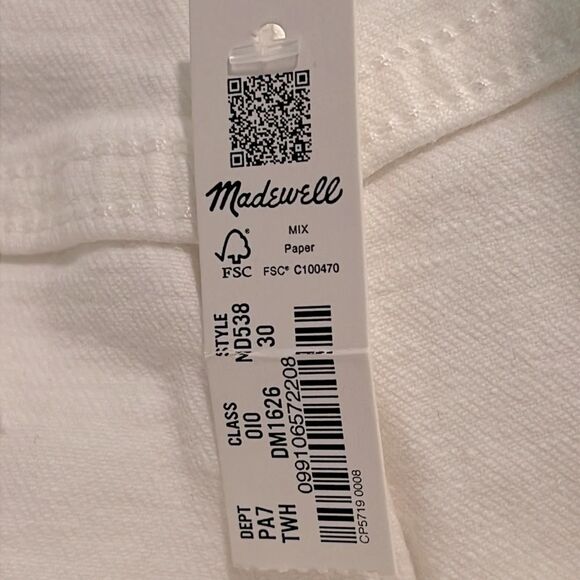 Madewell
MIX
Paper
FSC
FSC® C100470
STYLE
MD538
30
CLASS
010
DM1626
DEPT
PA7
TWH
099106572208
CP5719 0008